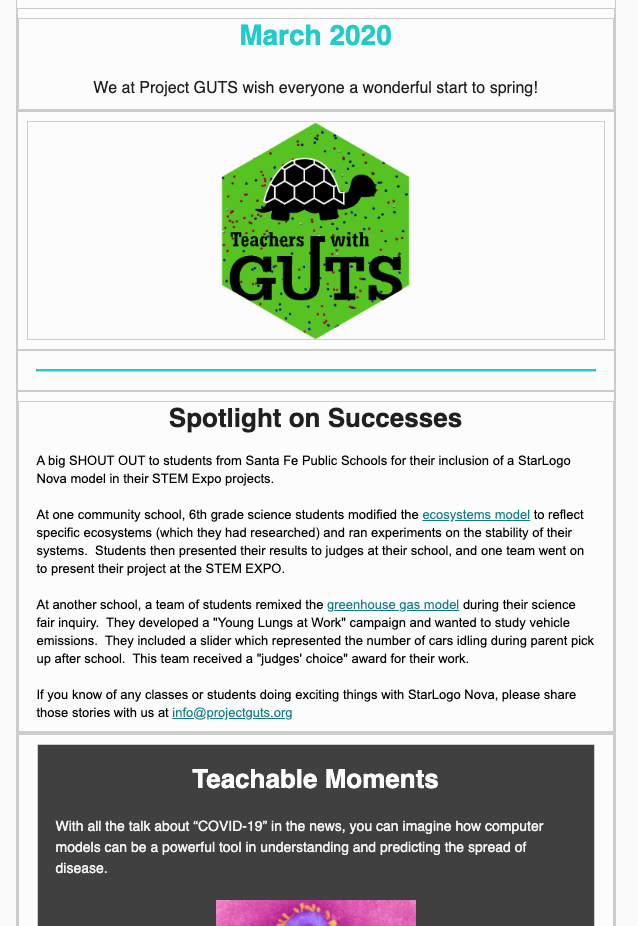 March 2020
We at Project GUTS wish everyone a wonderful start to spring!
Teachers with
GUTS
Spotlight on Successes
A big SHOUT OUT to students from Santa Fe Public Schools for their inclusion of a StarLogo
Nova model in their STEM Expo projects.
At one community school, 6th grade science students modified the ecosystems model to reflect
specific ecosystems (which they had researched) and ran experiments on the stability of their
systems.  Students then presented their results to judges at their school, and one team went on
to present their project at the STEM EXPO.
At another school, a team of students remixed the greenhouse gas model during their science
fair inquiry.  They developed a "Young Lungs at Work" campaign and wanted to study vehicle
emissions.  They included a slider which represented the number of cars idling during parent pick
up after school.  This team received a "judges' choice" award for their work.
If you know of any classes or students doing exciting things with StarLogo Nova, please share
those stories with us at info@projectguts.org
Teachable Moments
With all the talk about “COVID-19” in the news, you can imagine how computer
models can be a powerful tool in understanding and predicting the spread of
disease.